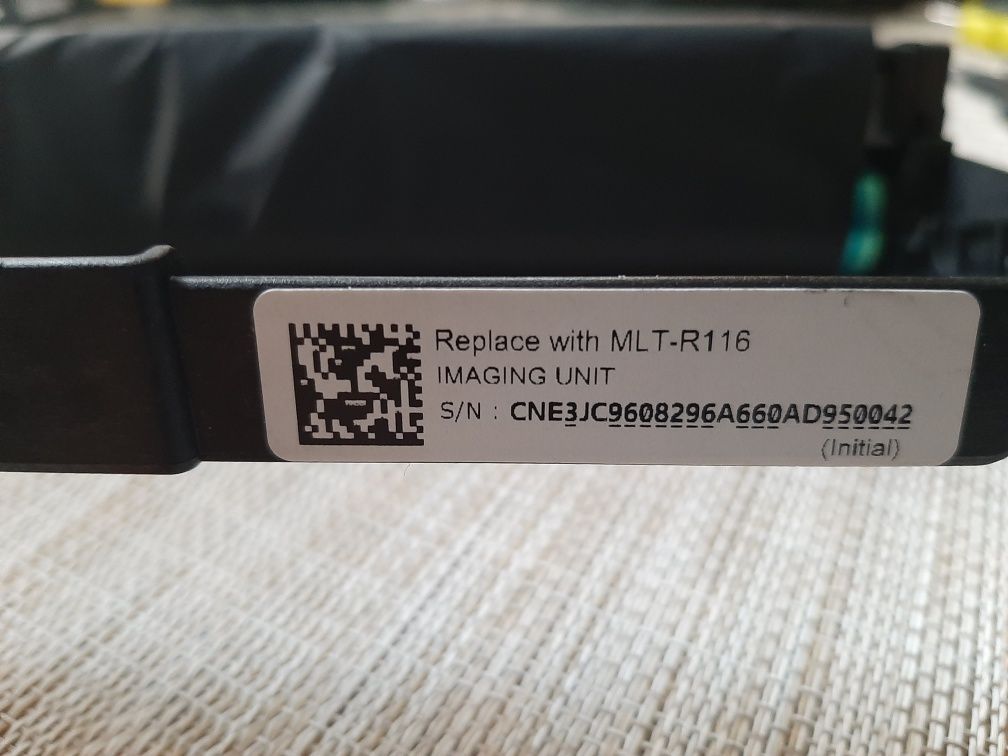 Replace with MLT-R116
IMAGING UNIT
S/N : CNE3JC9608296A660AD950042
(Initial)